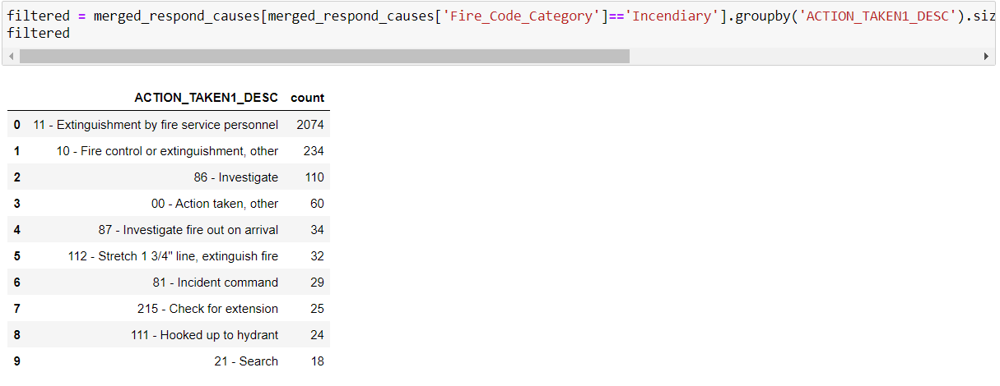 filtered = merged_respond_causes[merged_respond_causes['Fire_Code_Category']=='Incendiary'].groupby('ACTION_TAKEN1_DESC').siz
filtered
ACTION_TAKEN1_DESC count
0 11 - Extinguishment by fire service personnel 2074
1 10 - Fire control or extinguishment, other 234
2 86 - Investigate 110
3 00 - Action taken, other 60
4 87 - Investigate fire out on arrival 34
5 112 - Stretch 1 3/4" line, extinguish fire 32
6 81 - Incident command 29
7 215 - Check for extension 25
8 111 - Hooked up to hydrant 24
9 21 - Search 18